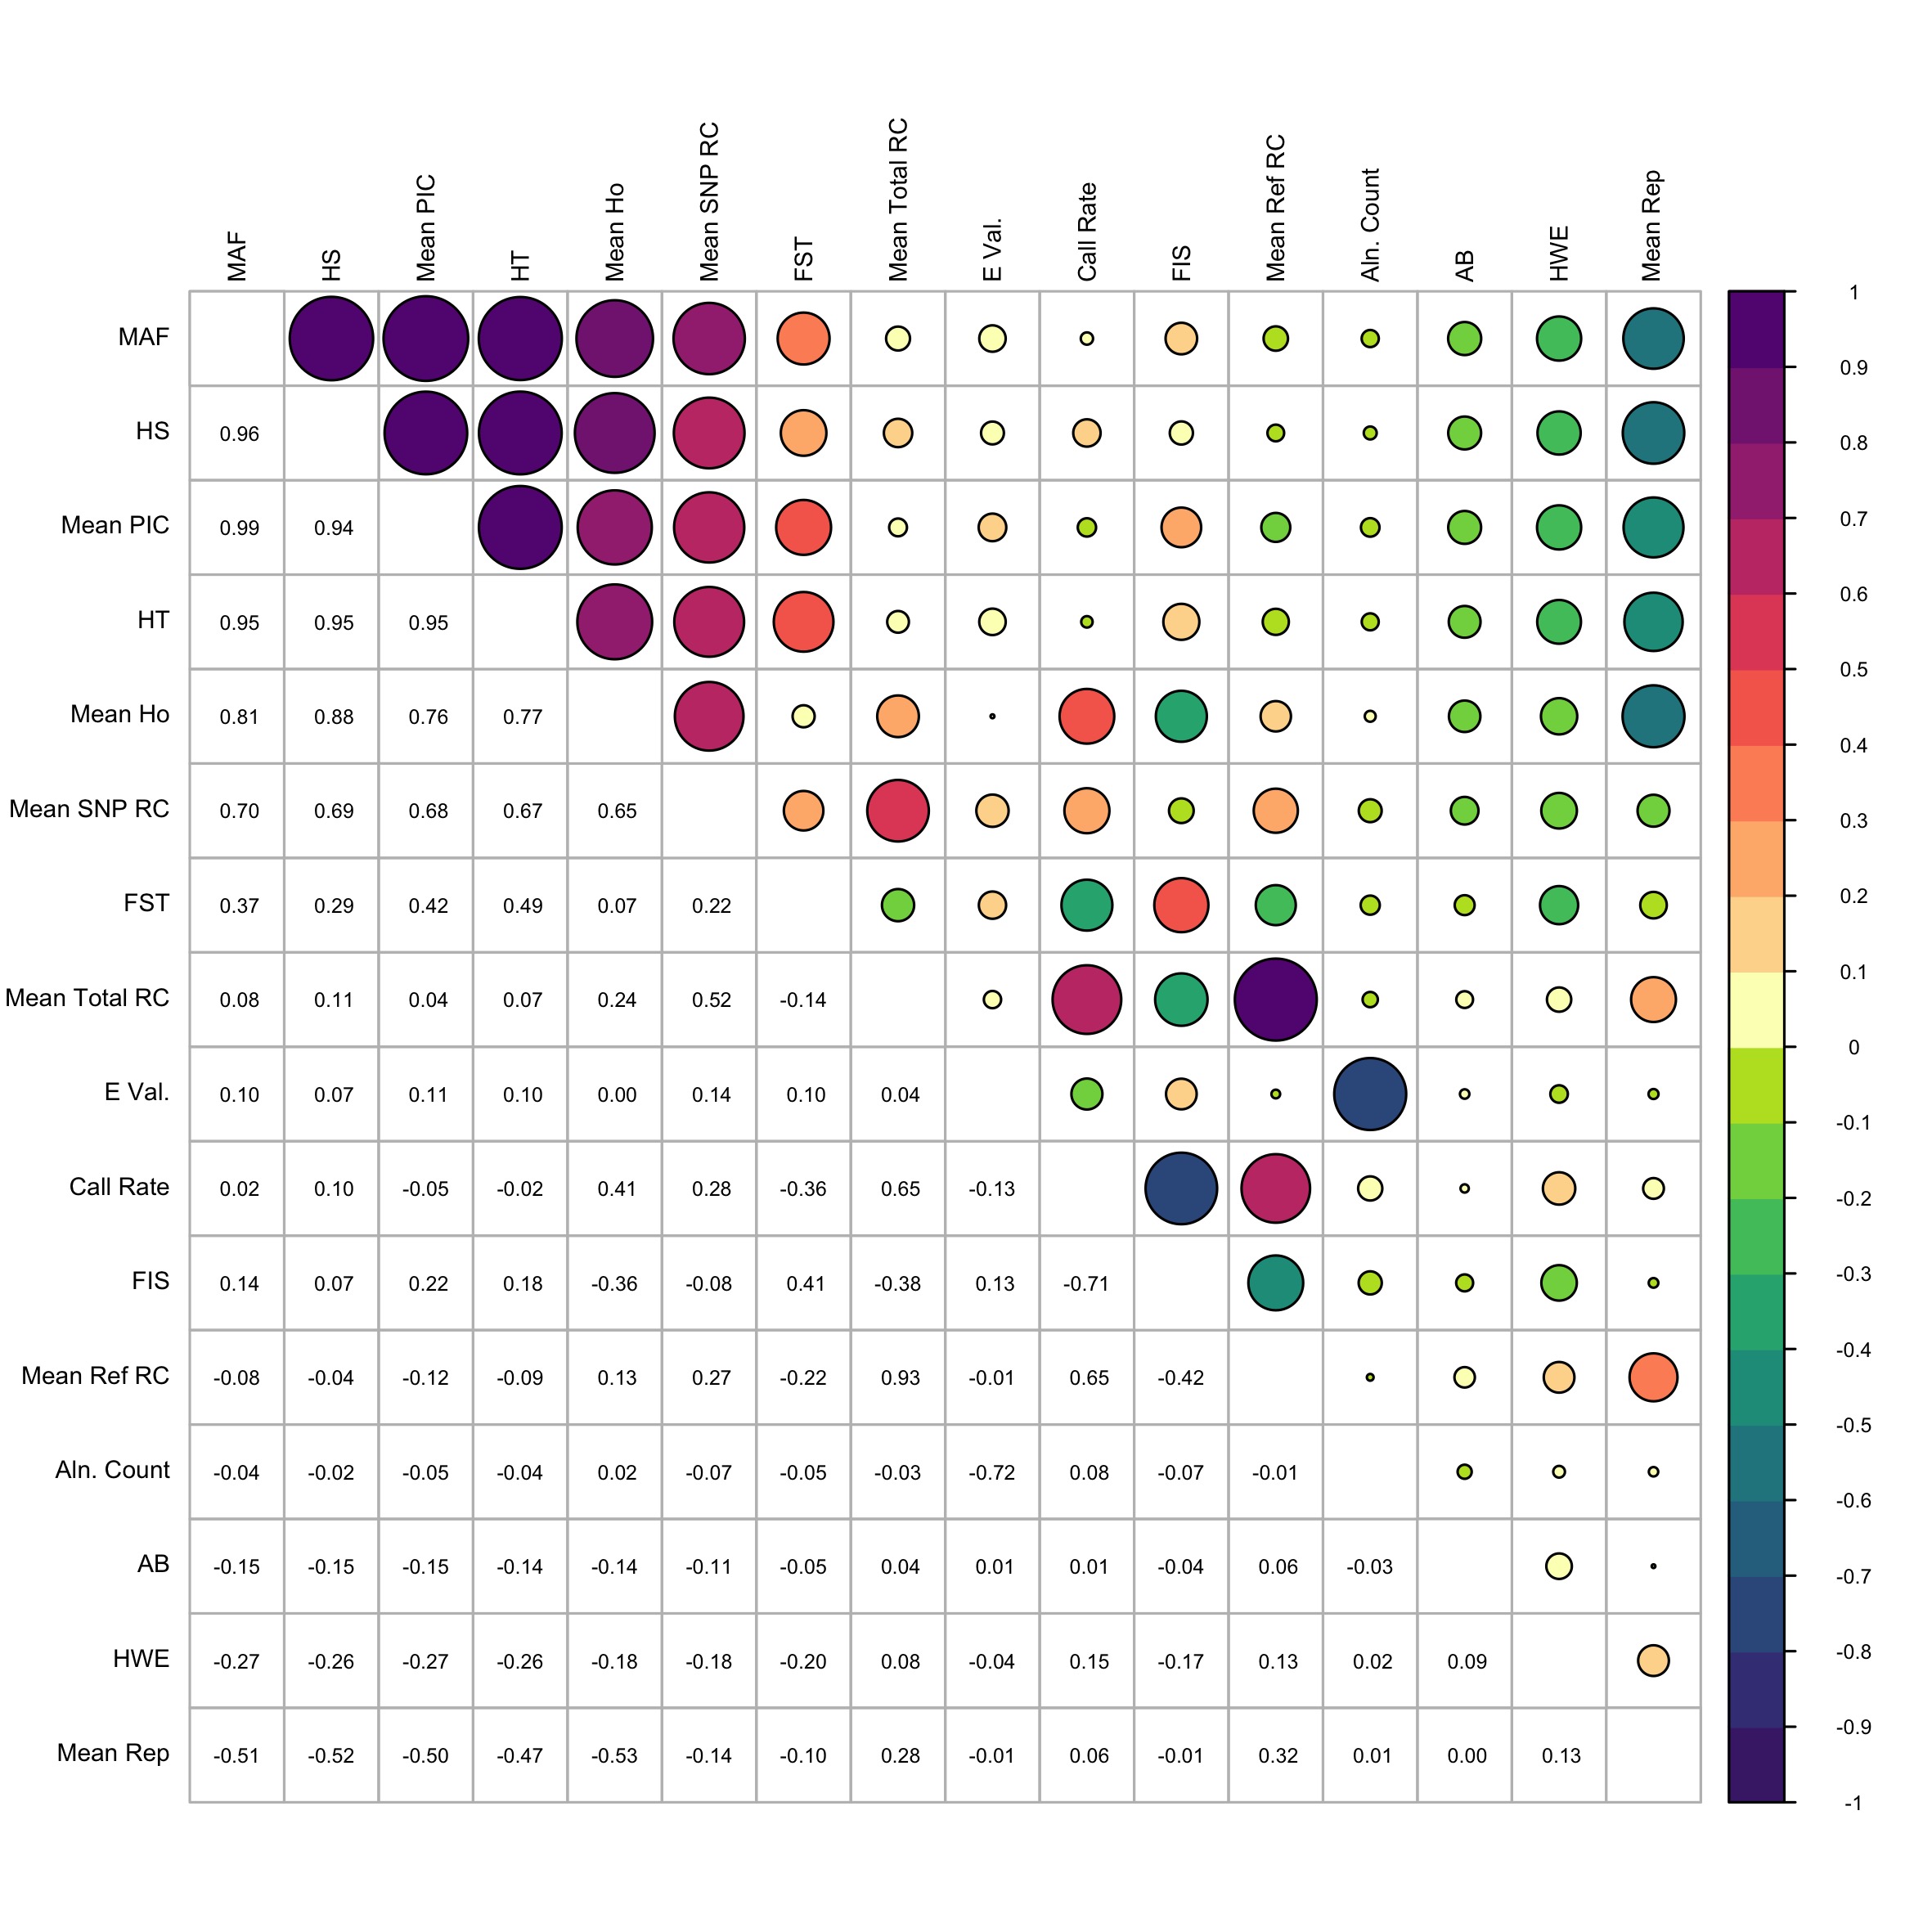 MAF HS Mean PIC HT Mean Ho Mean SNP RC FST Mean Total RC E Val. Call Rate FIS Mean Ref RC Aln. Count AB HWE Mean Rep
MAF
HS 0.96
Mean PIC 0.99 0.94
HT 0.95 0.95 0.95
Mean Ho 0.81 0.88 0.76 0.77
Mean SNP RC 0.70 0.69 0.68 0.67 0.65
FST 0.37 0.29 0.42 0.49 0.07 0.22
Mean Total RC 0.08 0.11 0.04 0.07 0.24 0.52 -0.14
E Val. 0.10 0.07 0.11 0.10 0.00 0.14 0.10 0.04
Call Rate 0.02 0.10 -0.05 -0.02 0.41 0.28 -0.36 0.65 -0.13
FIS 0.14 0.07 0.22 0.18 -0.36 -0.08 0.41 -0.38 0.13 -0.71
Mean Ref RC -0.08 -0.04 -0.12 -0.09 0.13 0.27 -0.22 0.93 -0.01 0.65 -0.42
Aln. Count -0.04 -0.02 -0.05 -0.04 0.02 -0.07 -0.05 -0.03 -0.72 0.08 -0.07 -0.01
AB -0.15 -0.15 -0.15 -0.14 -0.14 -0.11 -0.05 0.04 0.01 0.01 -0.04 0.06 -0.03
HWE -0.27 -0.26 -0.27 -0.26 -0.18 -0.18 -0.20 0.08 -0.04 0.15 -0.17 0.13 0.02 0.09
Mean Rep -0.51 -0.52 -0.50 -0.47 -0.53 -0.14 -0.10 0.28 -0.01 0.06 -0.01 0.32 0.01 0.00 0.13
1
0.9
0.8
0.7
0.6
0.5
0.4
0.3
0.2
0.1
0
-0.1
-0.2
-0.3
-0.4
-0.5
-0.6
-0.7
-0.8
-0.9
-1